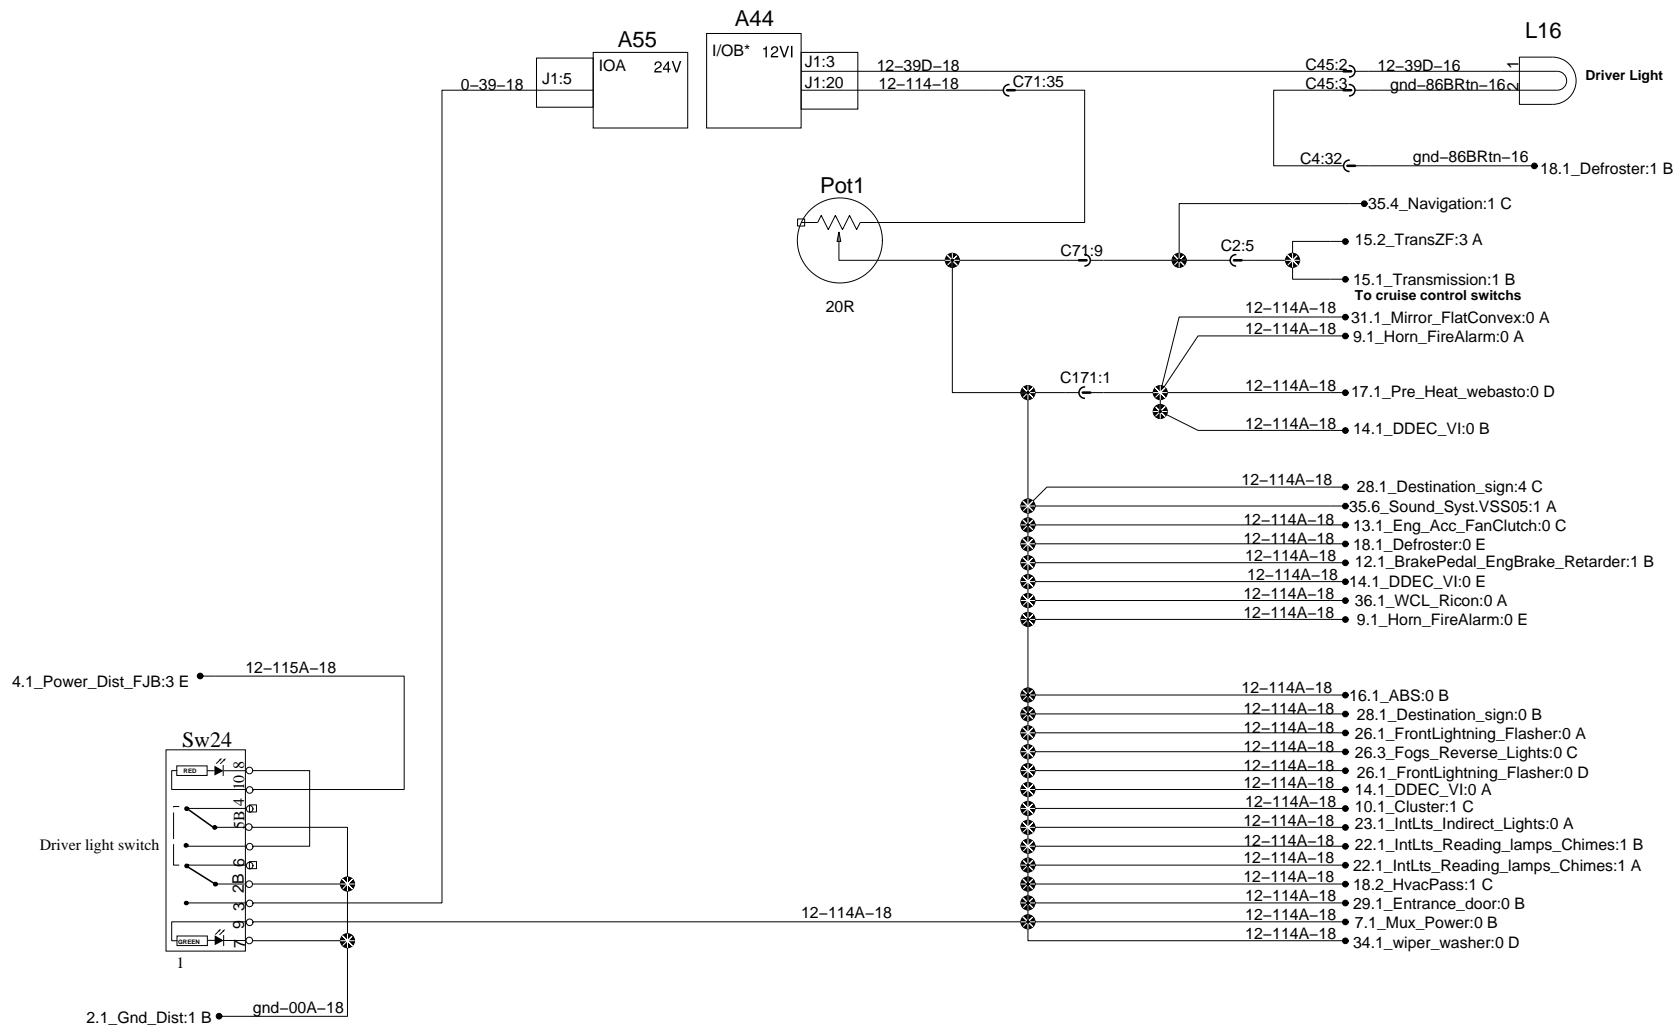 A55
A44
L16
IOA 24V
J1:5
I/OB* 12VI
J1:3
J1:20
0-39-18
12-39D-18
12-114-18
C71:35
C45:2
12-39D-16
1
C45:3
gnd-86BRtn-16
2
Driver Light
C4:32
gnd-86BRtn-16
18.1_Defroster:1 B
Pot1
20R
35.4_Navigation:1 C
C71:9
C2:5
15.2_TransZF:3 A
15.1_Transmission:1 B
To cruise control switchs
12-114A-18
31.1_Mirror_FlatConvex:0 A
12-114A-18
9.1_Horn_FireAlarm:0 A
C171:1
12-114A-18
17.1_Pre_Heat_webasto:0 D
12-114A-18
14.1_DDEC_VI:0 B
12-114A-18
28.1_Destination_sign:4 C
35.6_Sound_Syst.VSS05:1 A
12-114A-18
13.1_Eng_Acc_FanClutch:0 C
12-114A-18
18.1_Defroster:0 E
12-114A-18
12.1_BrakePedal_EngBrake_Retarder:1 B
12-114A-18
14.1_DDEC_VI:0 E
12-114A-18
36.1_WCL_Ricon:0 A
12-114A-18
9.1_Horn_FireAlarm:0 E
12-114A-18
16.1_ABS:0 B
12-114A-18
28.1_Destination_sign:0 B
12-114A-18
26.1_FrontLightning_Flasher:0 A
12-114A-18
26.3_Fogs_Reverse_Lights:0 C
12-114A-18
26.1_FrontLightning_Flasher:0 D
12-114A-18
14.1_DDEC_VI:0 A
12-114A-18
10.1_Cluster:1 C
12-114A-18
23.1_IntLts_Indirect_Lights:0 A
12-114A-18
22.1_IntLts_Reading_lamps_Chimes:1 B
12-114A-18
22.1_IntLts_Reading_lamps_Chimes:1 A
12-114A-18
18.2_HvacPass:1 C
12-114A-18
29.1_Entrance_door:0 B
12-114A-18
7.1_Mux_Power:0 B
12-114A-18
34.1_wiper_washer:0 D
12-114A-18
4.1_Power_Dist_FJB:3 E
12-115A-18
Sw24
RED
8
10
4
5B
6
2B
3
9
7
GREEN
Driver light switch
1
2.1_Gnd_Dist:1 B
gnd-00A-18